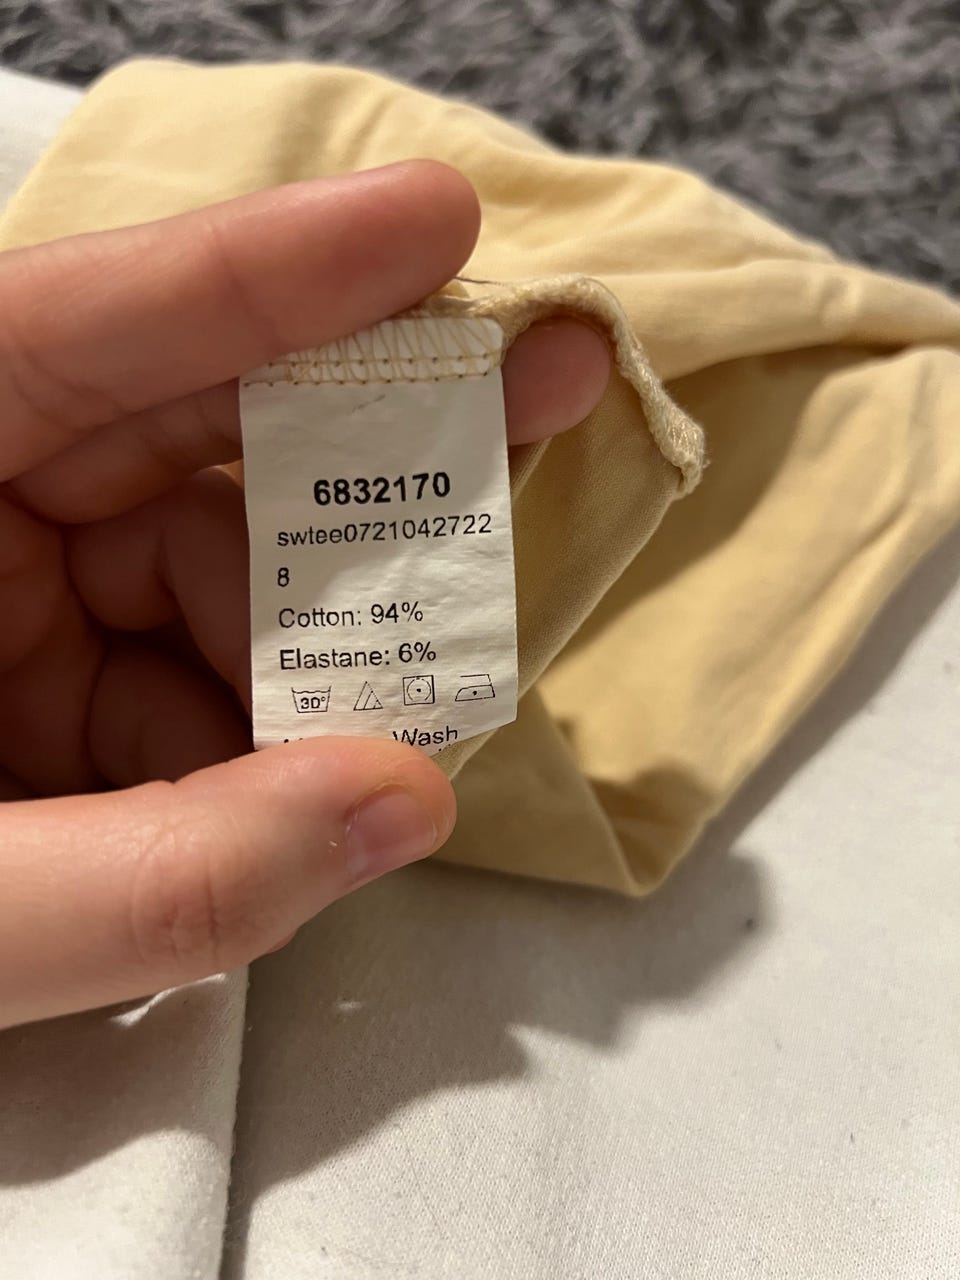 6832170
swtee0721042722
8
Cotton: 94%
Elastane: 6%
30°
Wash